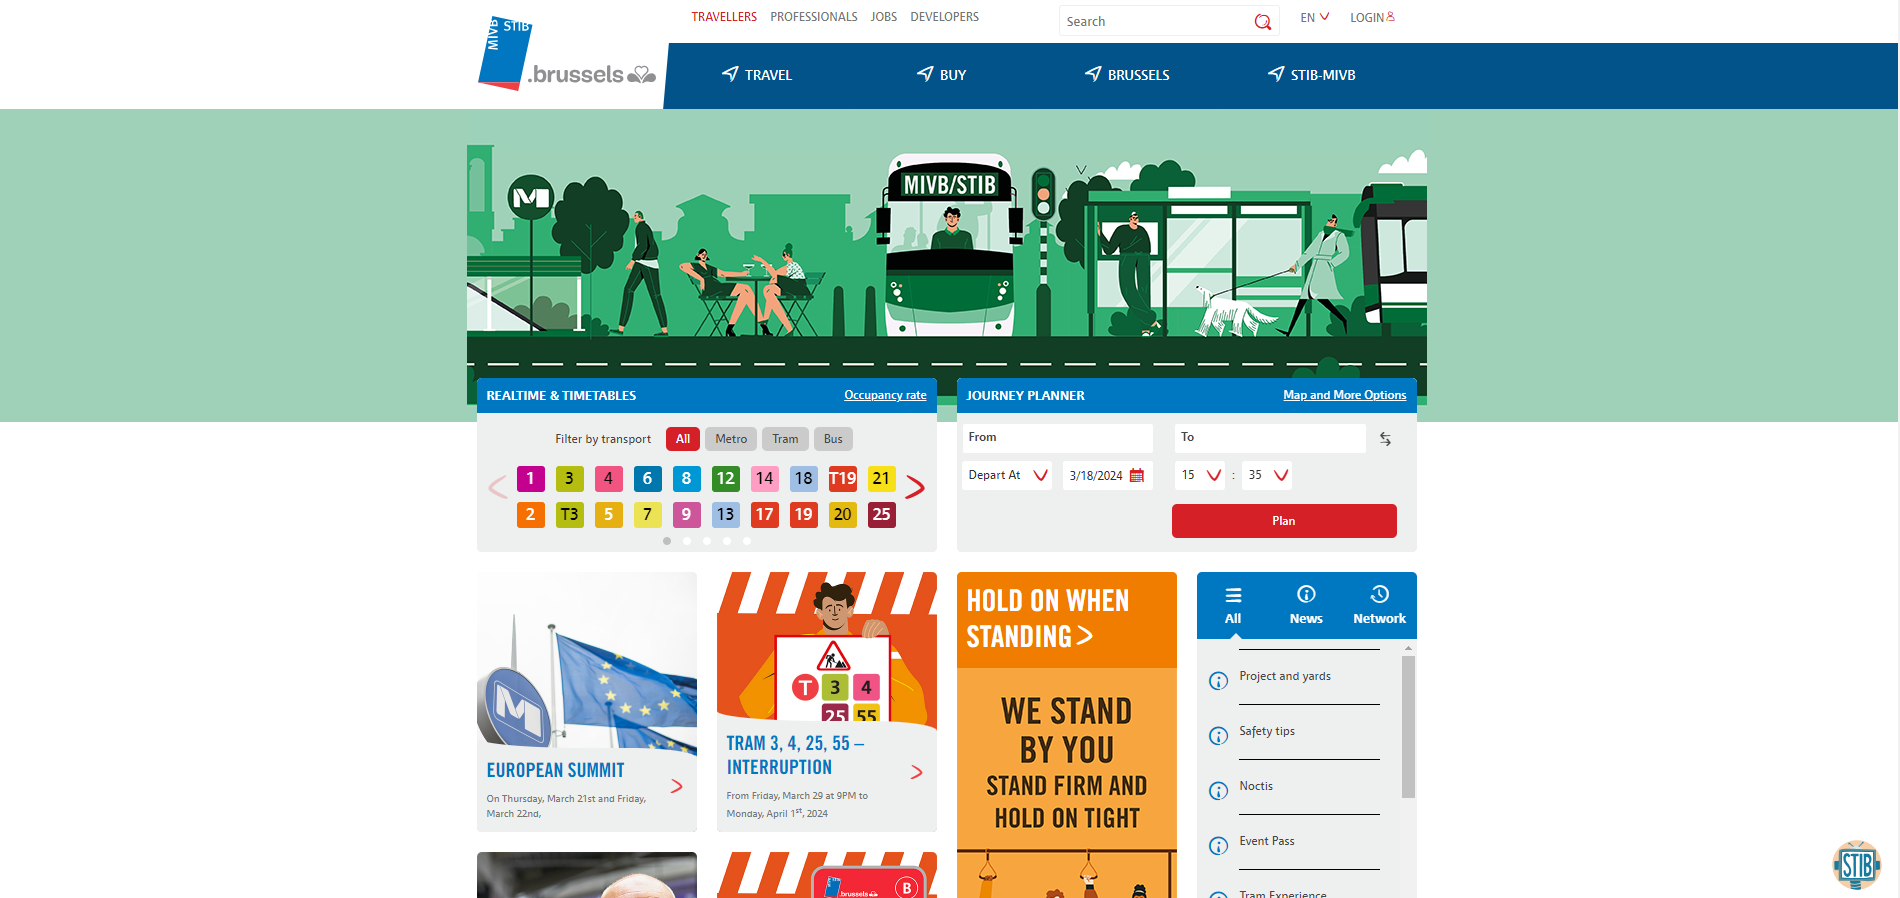 MIVB STIB
.brussels
TRAVELLERS PROFESSIONALS JOBS DEVELOPERS
Search
EN LOGIN
TRAVEL BUY BRUSSELS STIB-MIVB
MIVB/STIB
REALTIME & TIMETABLES Occupancy rate
Filter by transport All Metro Tram Bus
1 3 4 6 8 12 14 18 T19 21
2 T3 5 7 9 13 17 19 20 25
JOURNEY PLANNER Map and More Options
From To
Depart At 3/18/2024 15 : 35
Plan
EUROPEAN SUMMIT
On Thursday, March 21st and Friday,
March 22nd,
T 3 4
25 55
TRAM 3, 4, 25, 55 –
INTERRUPTION
From Friday, March 29 at 9PM to
Monday, April 1st, 2024
.brussels B
HOLD ON WHEN
STANDING >
WE STAND
BY YOU
STAND FIRM AND
HOLD ON TIGHT
All News Network
Project and yards
Safety tips
Noctis
Event Pass
Tram Experience
STIB